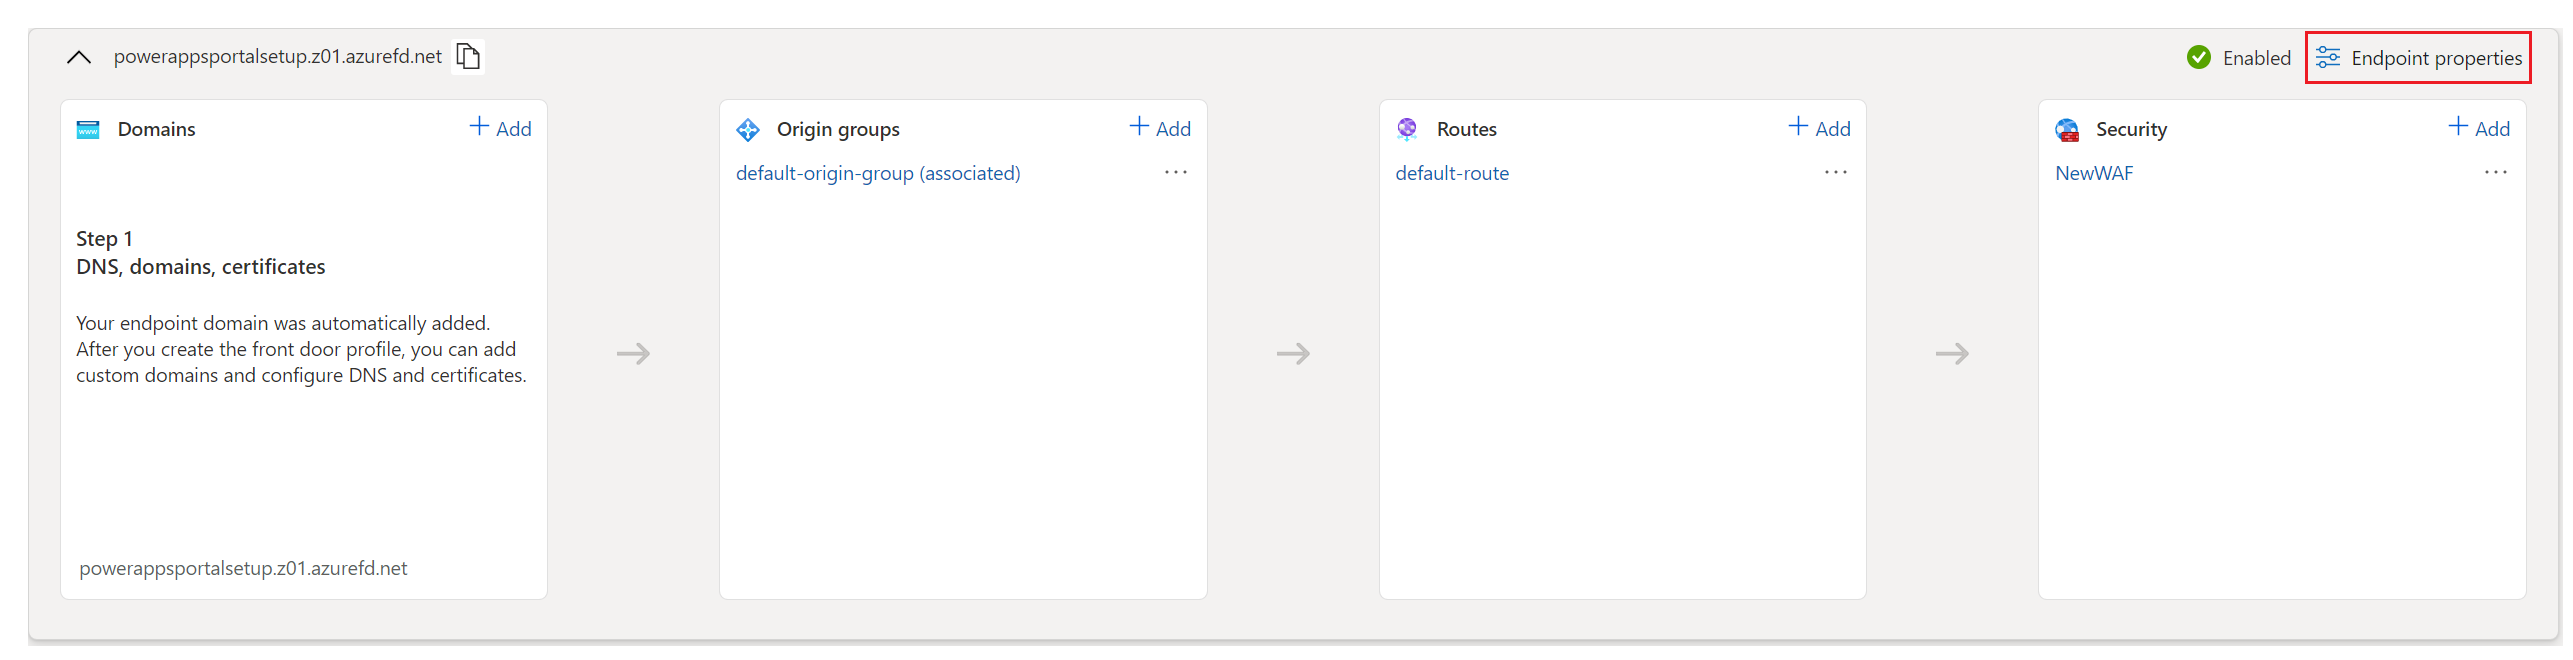 powerappsportalsetup.z01.azurefd.net
Enabled
Endpoint properties
Domains
+ Add
Step 1
DNS, domains, certificates
Your endpoint domain was automatically added.
After you create the front door profile, you can add
custom domains and configure DNS and certificates.
powerappsportalsetup.z01.azurefd.net
Origin groups
+ Add
default-origin-group (associated)
...
Routes
+ Add
default-route
...
Security
+ Add
NewWAF
...